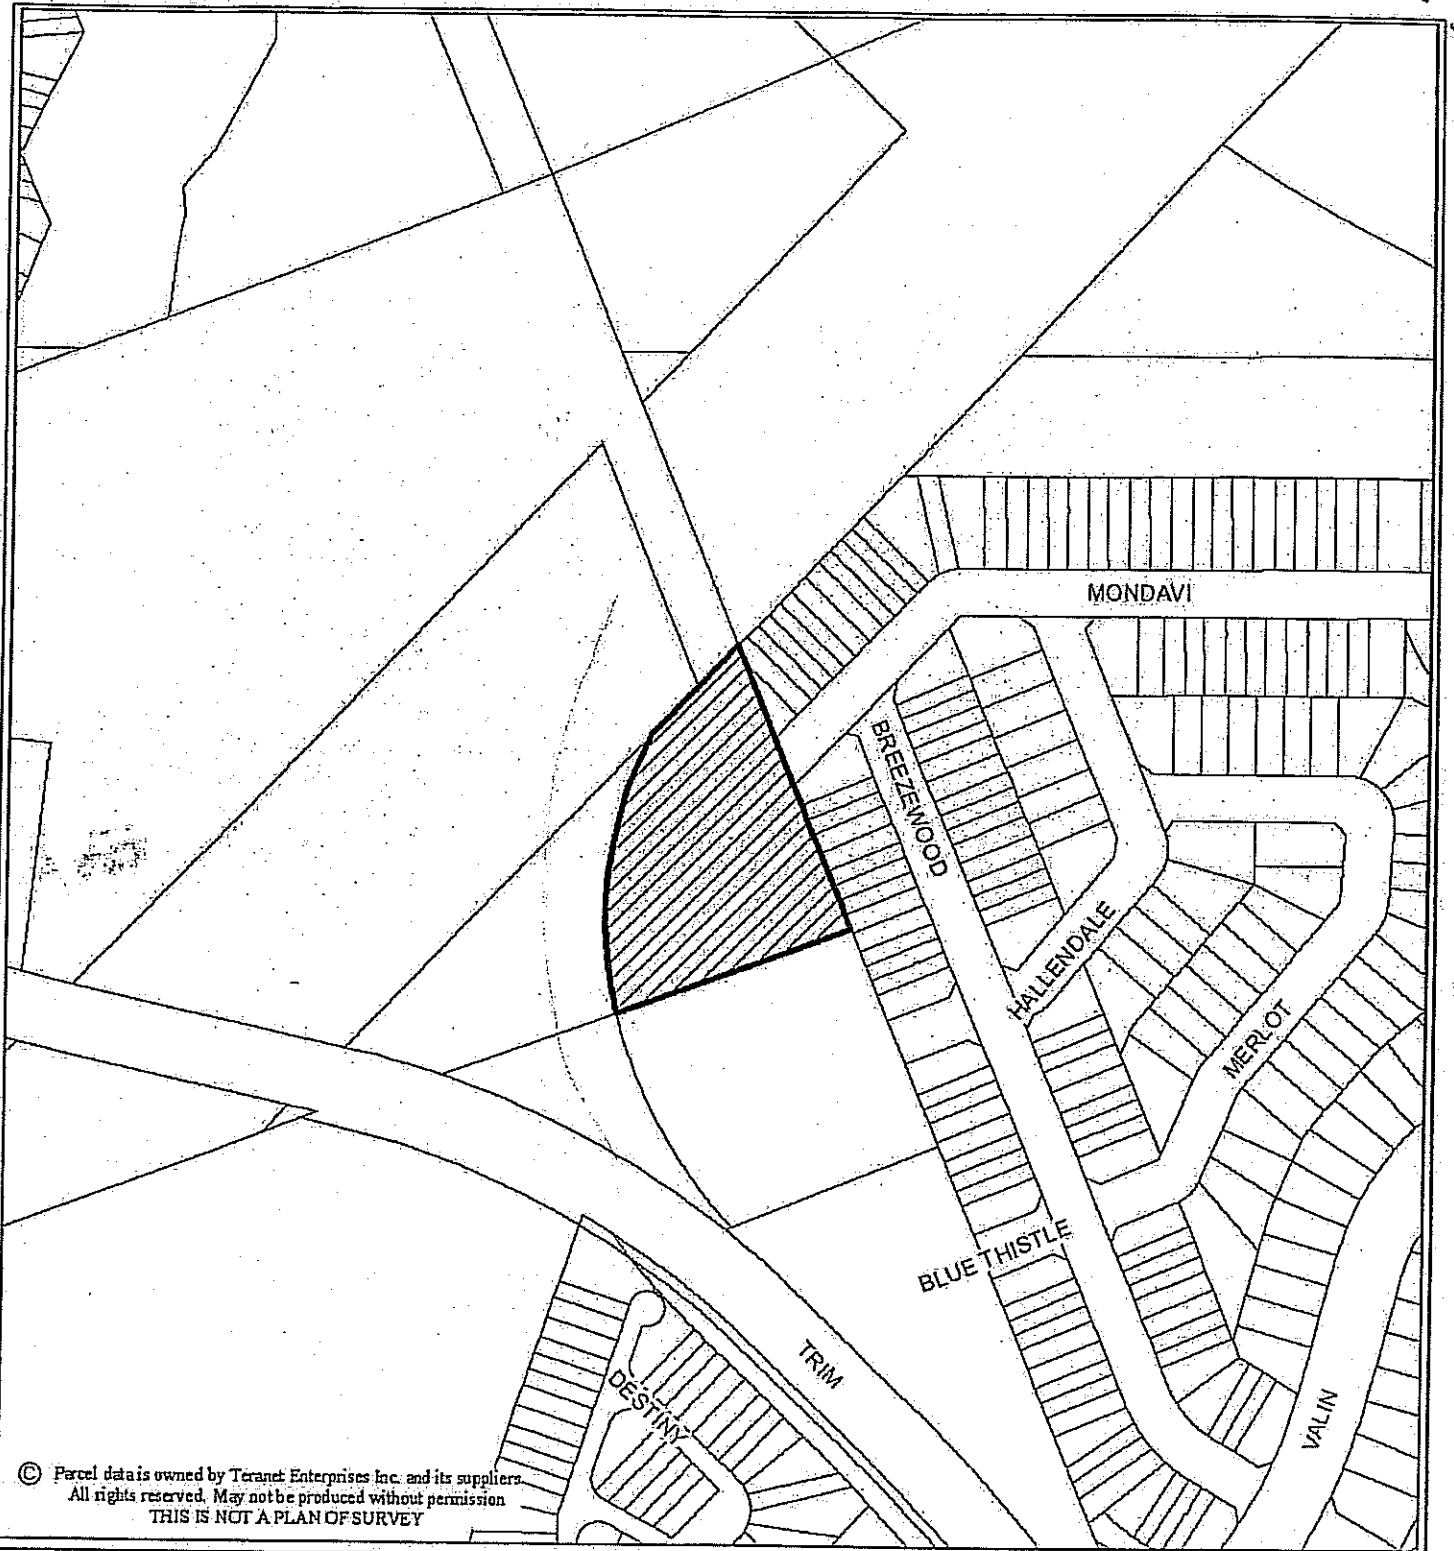 MONDAVI
BREEZEWOOD
HALLENDALE
MERLOT
BLUE THISTLE
TRIM
DESTINY
VALIN
© Parcel data is owned by Teranet Enterprises Inc. and its suppliers.
All rights reserved. May not be produced without permission
THIS IS NOT A PLAN OF SURVEY